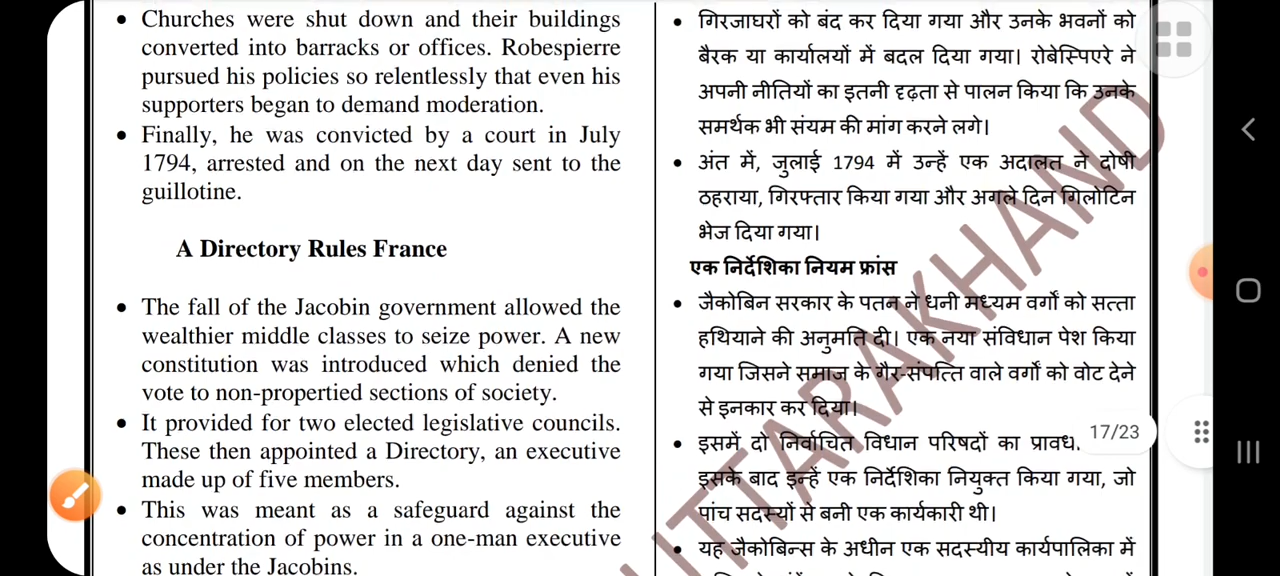 • Churches were shut down and their buildings
converted into barracks or offices. Robespierre
pursued his policies so relentlessly that even his
supporters began to demand moderation.
• Finally, he was convicted by a court in July
1794, arrested and on the next day sent to the
guillotine.
A Directory Rules France
• The fall of the Jacobin government allowed the
wealthier middle classes to seize power. A new
constitution was introduced which denied the
vote to non-propertied sections of society.
• It provided for two elected legislative councils.
These then appointed a Directory, an executive
made up of five members.
• This was meant as a safeguard against the
concentration of power in a one-man executive
as under the Jacobins.
• गिरजाघरों को बंद कर दिया गया और उनके भवनों को
बैरक या कार्यालयों में बदल दिया गया। रोबेस्पिएरे ने
अपनी नीतियों का इतनी दृढ़ता से पालन किया कि उनके
समर्थक भी संयम की मांग करने लगे।
• अंत में, जुलाई 1794 में उन्हें एक अदालत ने दोषी
ठहराया, गिरफ्तार किया गया और अगले दिन गिलोटिन
भेज दिया गया।
एक निर्देशिका नियम फ्रांस
• जैकोबिन सरकार के पतन ने धनी मध्यम वर्गों को सत्ता
हथियाने की अनुमति दी। एक नया संविधान पेश किया
गया जिसने समाज के गैर-संपत्ति वाले वर्गों को वोट देने
से इनकार कर दिया।
• इसमें दो निर्वाचित विधान परिषदों का
इसके बाद इन्हें एक निर्देशिका नियुक्त किया गया, जो
पांच सदस्यों से बनी एक कार्यकारी थी।
• यह जैकोबिन्स के अधीन एक सदस्यीय कार्यपालिका में
17/23
UTTARAKHAND